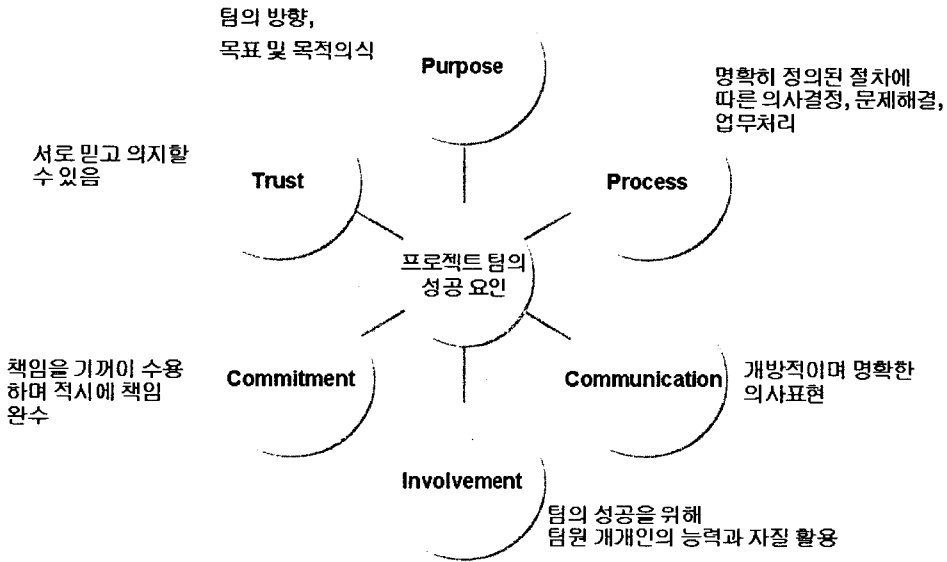 팀의 방향,
목표 및 목적의식
Purpose
명확히 정의된 절차에
따른 의사결정, 문제해결,
업무처리
Process
서로 믿고 의지할
수 있음
Trust
프로젝트 팀의
성공 요인
책임을 기꺼이 수용
하며 적시에 책임
완수
Commitment
Communication
개방적이며 명확한
의사표현
Involvement
팀의 성공을 위해
팀원 개개인의 능력과 자질 활용